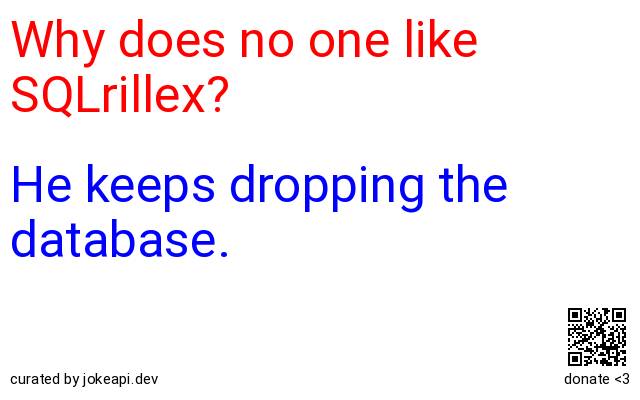 Why does no one like
SQLrillex?
He keeps dropping the
database.
curated by jokeapi.dev
donate <3